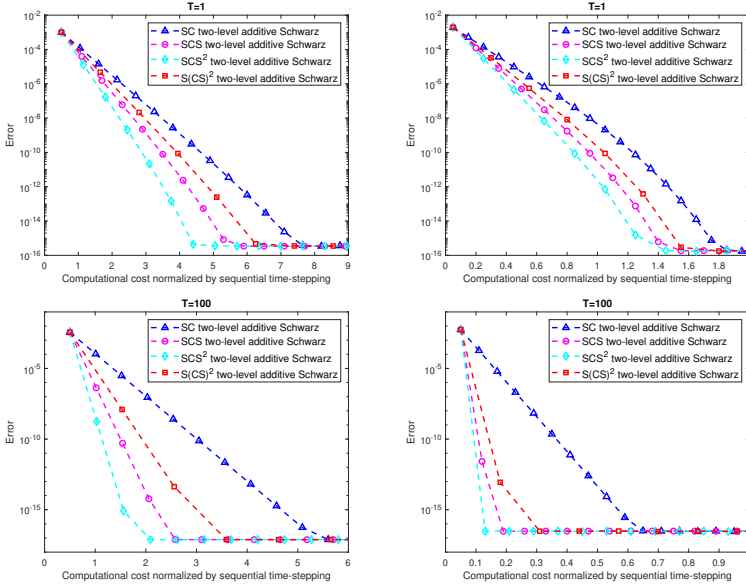 T=1
10^-2
10^-4
10^-6
10^-8
10^-10
10^-12
10^-14
10^-16
Error
SC two-level additive Schwarz
SCS two-level additive Schwarz
SCS^2 two-level additive Schwarz
S(CS)^2 two-level additive Schwarz
0 1 2 3 4 5 6 7 8 9
Computational cost normalized by sequential time-stepping
T=1
10^-2
10^-4
10^-6
10^-8
10^-10
10^-12
10^-14
10^-16
Error
SC two-level additive Schwarz
SCS two-level additive Schwarz
SCS^2 two-level additive Schwarz
S(CS)^2 two-level additive Schwarz
0 0.2 0.4 0.6 0.8 1 1.2 1.4 1.6 1.8
Computational cost normalized by sequential time-stepping
T=100
10^-5
10^-10
10^-15
Error
SC two-level additive Schwarz
SCS two-level additive Schwarz
SCS^2 two-level additive Schwarz
S(CS)^2 two-level additive Schwarz
0 1 2 3 4 5 6
Computational cost normalized by sequential time-stepping
T=100
10^-5
10^-10
10^-15
Error
SC two-level additive Schwarz
SCS two-level additive Schwarz
SCS^2 two-level additive Schwarz
S(CS)^2 two-level additive Schwarz
0 0.1 0.2 0.3 0.4 0.5 0.6 0.7 0.8 0.9
Computational cost normalized by sequential time-stepping